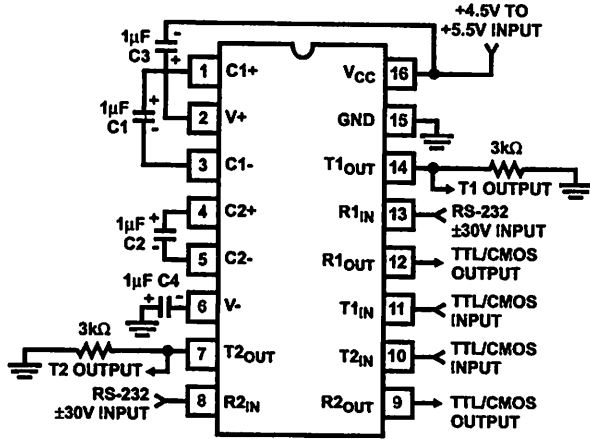 +4.5V TO
+5.5V INPUT
1µF
C3
-
+
1 C1+
VCC 16
+
1µF
C1
-
2 V+
GND 15
3kΩ
3 C1-
T1OUT 14
T1 OUTPUT
4 C2+
R1IN 13
RS-232
±30V INPUT
+
1µF
C2
-
5 C2-
R1OUT 12
TTL/CMOS
OUTPUT
1µF C4
+ -
6 V-
T1IN 11
TTL/CMOS
INPUT
3kΩ
7 T2OUT
T2IN 10
TTL/CMOS
INPUT
T2 OUTPUT
RS-232
±30V INPUT
8 R2IN
R2OUT 9
TTL/CMOS
OUTPUT